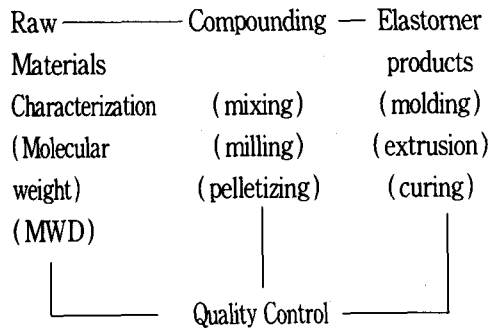 Raw Compounding Elastorner
Materials products
Characterization (mixing) (molding)
(Molecular (milling) (extrusion)
weight) (pelletizing) (curing)
(MWD)
Quality Control